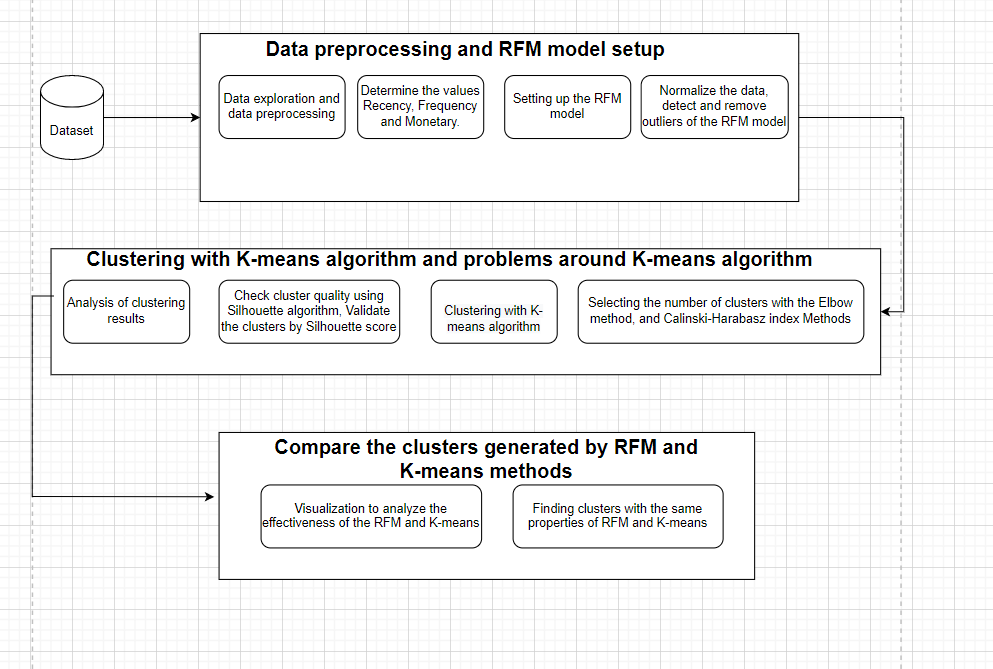 Data preprocessing and RFM model setup
Dataset
Data exploration and
data preprocessing
Determine the values
Recency, Frequency
and Monetary.
Setting up the RFM
model
Normalize the data,
detect and remove
outliers of the RFM model
Clustering with K-means algorithm and problems around K-means algorithm
Analysis of clustering
results
Check cluster quality using
Silhouette algorithm, Validate
the clusters by Silhouette score
Clustering with K-
means algorithm
Selecting the number of clusters with the Elbow
method, and Calinski-Harabasz index Methods
Compare the clusters generated by RFM and
K-means methods
Visualization to analyze the
effectiveness of the RFM and K-means
Finding clusters with the same
properties of RFM and K-means